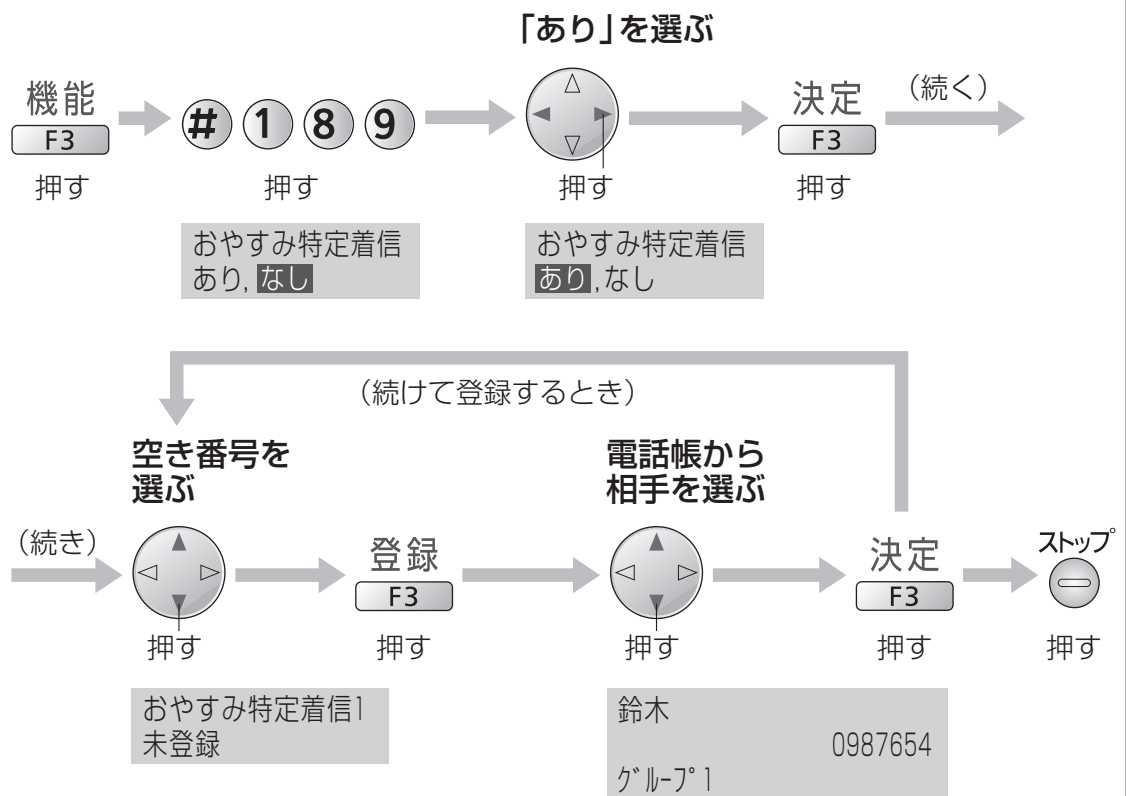 「あり」を選ぶ
機能
F3
押す
# 1 8 9
押す
おやすみ特定着信
あり, なし
押す
おやすみ特定着信
あり,なし
決定
F3
押す
(続く)
(続けて登録するとき)
(続き)
空き番号を
選ぶ
押す
おやすみ特定着信1
未登録
登録
F3
押す
電話帳から
相手を選ぶ
押す
鈴木
0987654
グループ1
決定
F3
押す
ストップ
押す